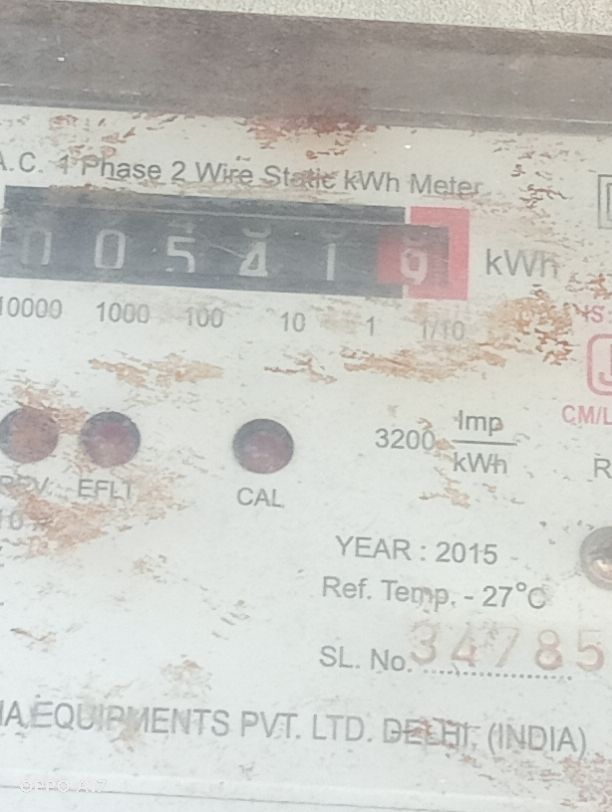 A.C. 1 Phase 2 Wire Static kWh Meter
0 0 5 4 1 9 kWh
10000 1000 100 10 1 1/10
3200 Imp
kWh
CM/L
EFLT
CAL
YEAR : 2015
Ref. Temp. - 27°C
SL. No. 34785
EQUIPMENTS PVT. LTD. DELHI. (INDIA)
OPPO A17